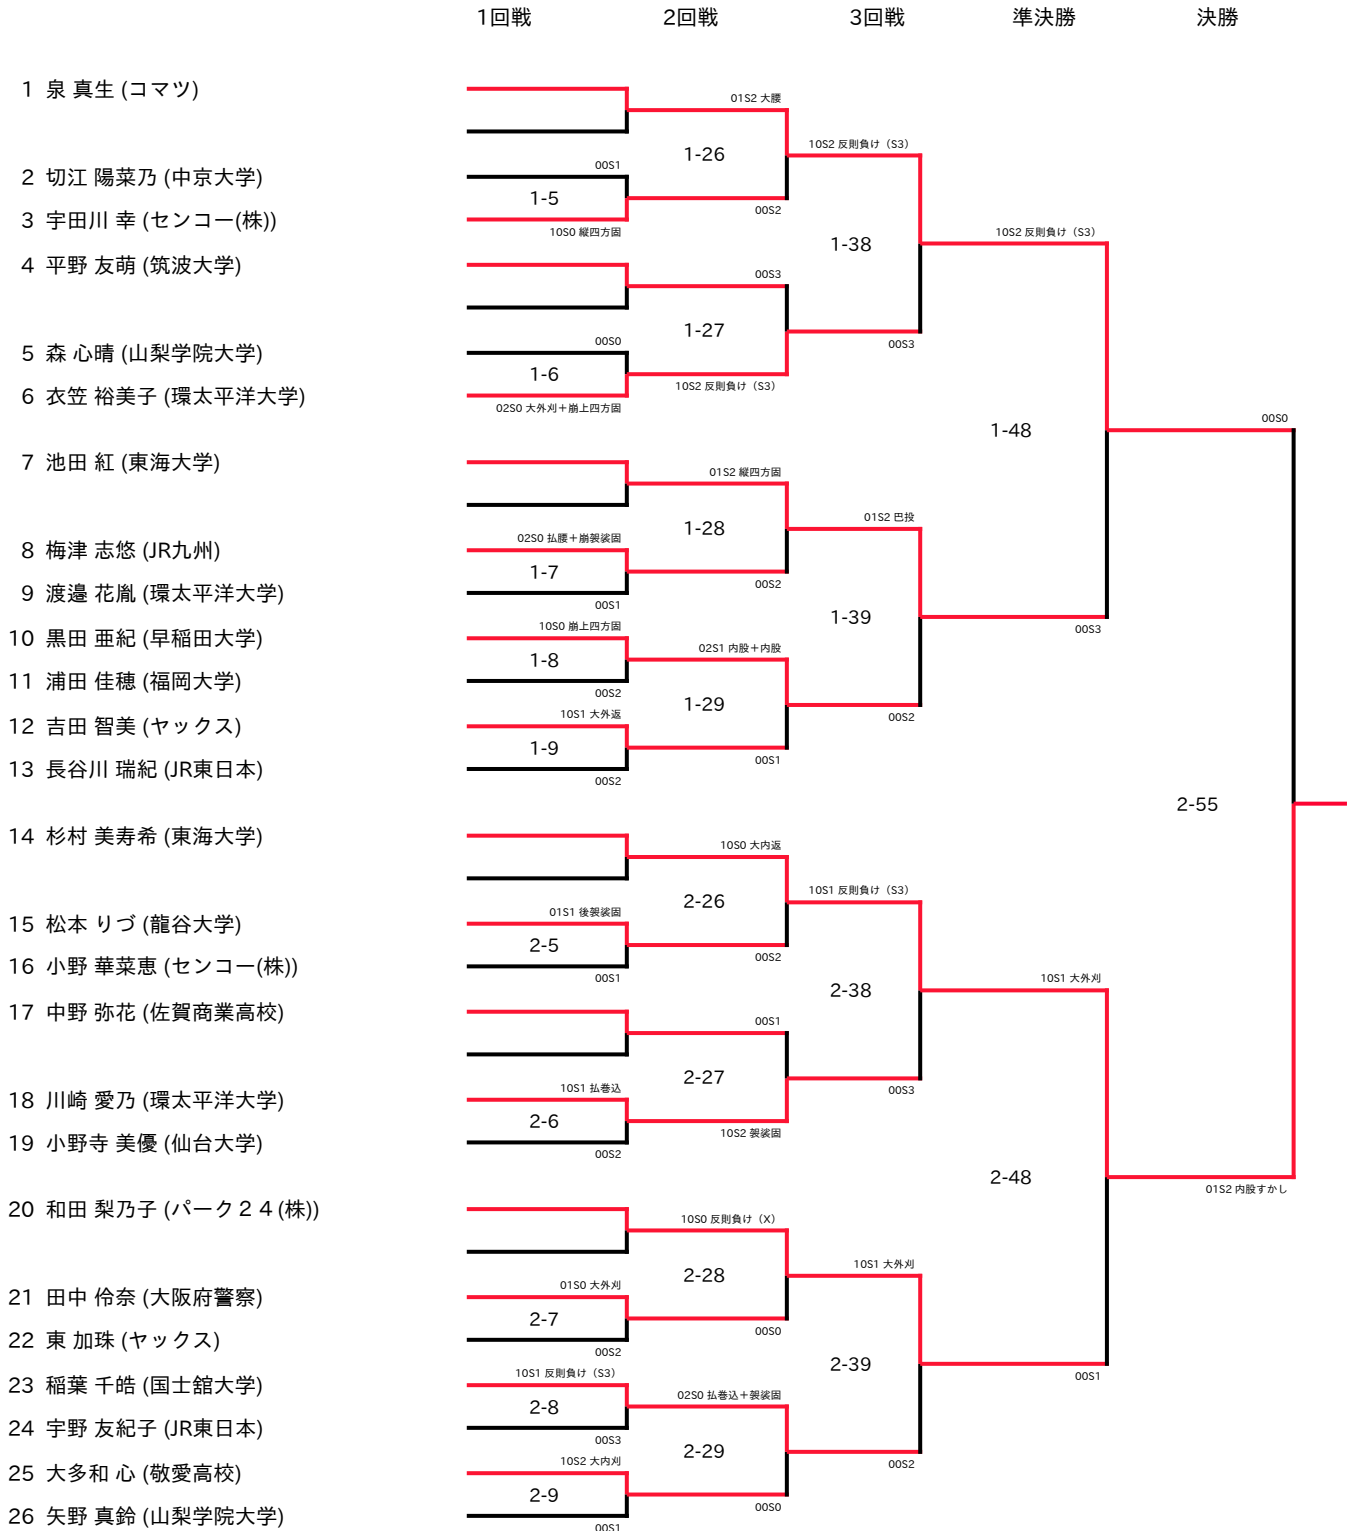 1回戦 2回戦 3回戦 準決勝 決勝
1 泉 真生 (コマツ)
01S2 大腰
10S2 反則負け（S3）
1-26
00S1
2 切江 陽菜乃 (中京大学)
1-5
00S2
3 宇田川 幸 (センコー(株))
10S0 縦四方固
10S2 反則負け（S3）
1-38
4 平野 友萌 (筑波大学)
00S3
1-27
00S3
00S0
5 森 心晴 (山梨学院大学)
1-6
10S2 反則負け（S3）
6 衣笠 裕美子 (環太平洋大学)
02S0 大外刈＋崩上四方固
00S0
1-48
7 池田 紅 (東海大学)
01S2 縦四方固
01S2 巴投
1-28
02S0 払腰＋崩袈裟固
8 梅津 志悠 (JR九州)
1-7
00S2
9 渡邉 花胤 (環太平洋大学)
00S1
1-39
10S0 崩上四方固
00S3
10 黒田 亜紀 (早稲田大学)
02S1 内股＋内股
1-8
11 浦田 佳穂 (福岡大学)
00S2
1-29
10S1 大外返
00S2
12 吉田 智美 (ヤックス)
1-9
00S1
13 長谷川 瑞紀 (JR東日本)
00S2
2-55
14 杉村 美寿希 (東海大学)
10S0 大内返
10S1 反則負け（S3）
2-26
01S1 後袈裟固
15 松本 りづ (龍谷大学)
2-5
00S2
16 小野 華菜恵 (センコー(株))
00S1
10S1 大外刈
2-38
17 中野 弥花 (佐賀商業高校)
00S1
2-27
10S1 払巻込
00S3
18 川崎 愛乃 (環太平洋大学)
2-6
10S2 袈裟固
19 小野寺 美優 (仙台大学)
00S2
2-48
01S2 内股すかし
20 和田 梨乃子 (パーク２４(株))
10S0 反則負け（X）
10S1 大外刈
2-28
01S0 大外刈
21 田中 伶奈 (大阪府警察)
2-7
00S0
22 東 加珠 (ヤックス)
00S2
2-39
10S1 反則負け（S3）
00S1
23 稲葉 千皓 (国士舘大学)
02S0 払巻込＋袈裟固
2-8
24 宇野 友紀子 (JR東日本)
00S3
2-29
10S2 大内刈
00S2
25 大多和 心 (敬愛高校)
2-9
00S0
26 矢野 真鈴 (山梨学院大学)
00S1